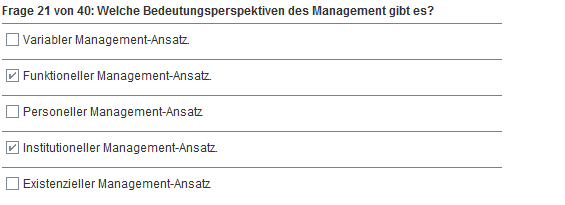 Frage 21 von 40: Welche Bedeutungsperspektiven des Management gibt es?
Variabler Management-Ansatz.
Funktioneller Management-Ansatz.
Personeller Management-Ansatz
Institutioneller Management-Ansatz.
Existenzieller Management-Ansatz